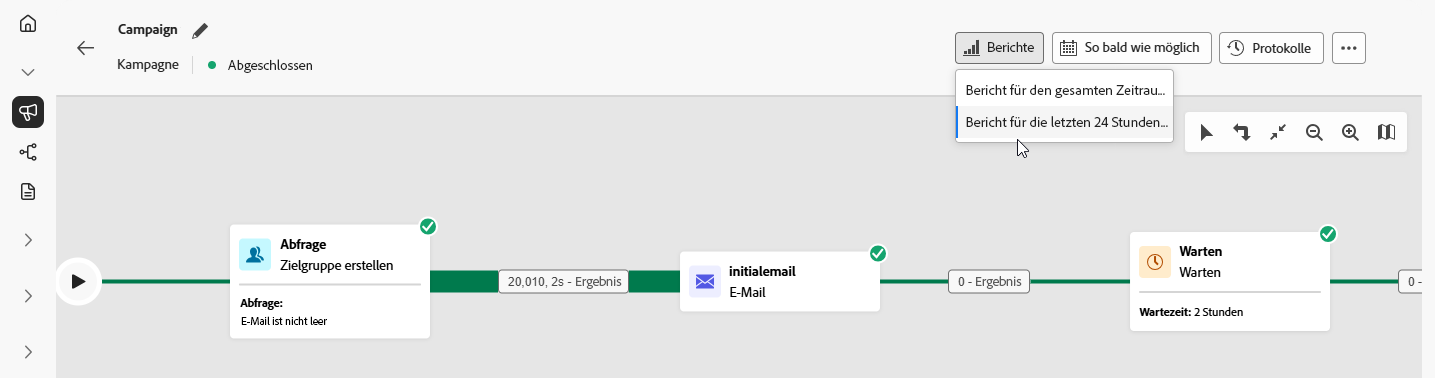 Campaign
Kampagne
Abgeschlossen
Berichte
So bald wie möglich
Protokolle
Bericht für den gesamten Zeitrau...
Bericht für die letzten 24 Stunden...
Abfrage
Zielgruppe erstellen
Abfrage:
E-Mail ist nicht leer
20,010, 2s - Ergebnis
initialemail
E-Mail
0 - Ergebnis
Warten
Warten
Wartezeit: 2 Stunden
0 -